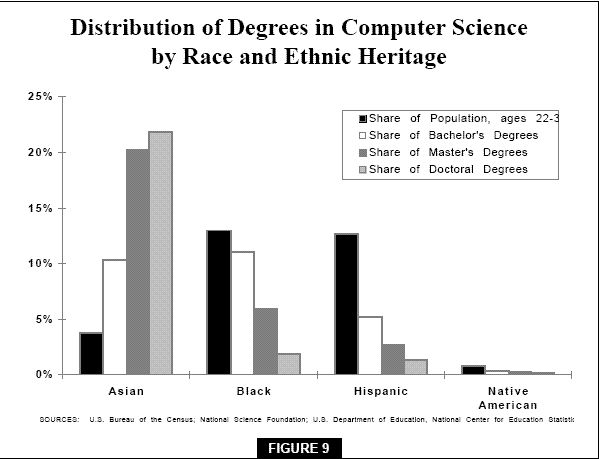 Distribution of Degrees in Computer Science
by Race and Ethnic Heritage
25%
20%
15%
10%
5%
0%
Share of Population, ages 22-3
Share of Bachelor's Degrees
Share of Master's Degrees
Share of Doctoral Degrees
Asian
Black
Hispanic
Native
American
SOURCES: U.S. Bureau of the Census; National Science Foundation; U.S. Department of Education, National Center for Education Statistic
FIGURE 9